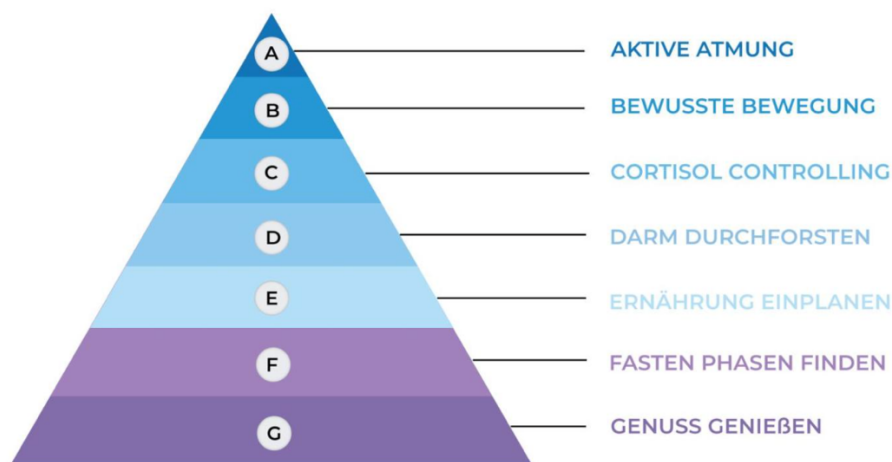 A AKTIVE ATMUNG
B BEWUSSTE BEWEGUNG
C CORTISOL CONTROLLING
D DARM DURCHFORSTEN
E ERNÄHRUNG EINPLANEN
F FASTEN PHASEN FINDEN
G GENUSS GENIEßEN